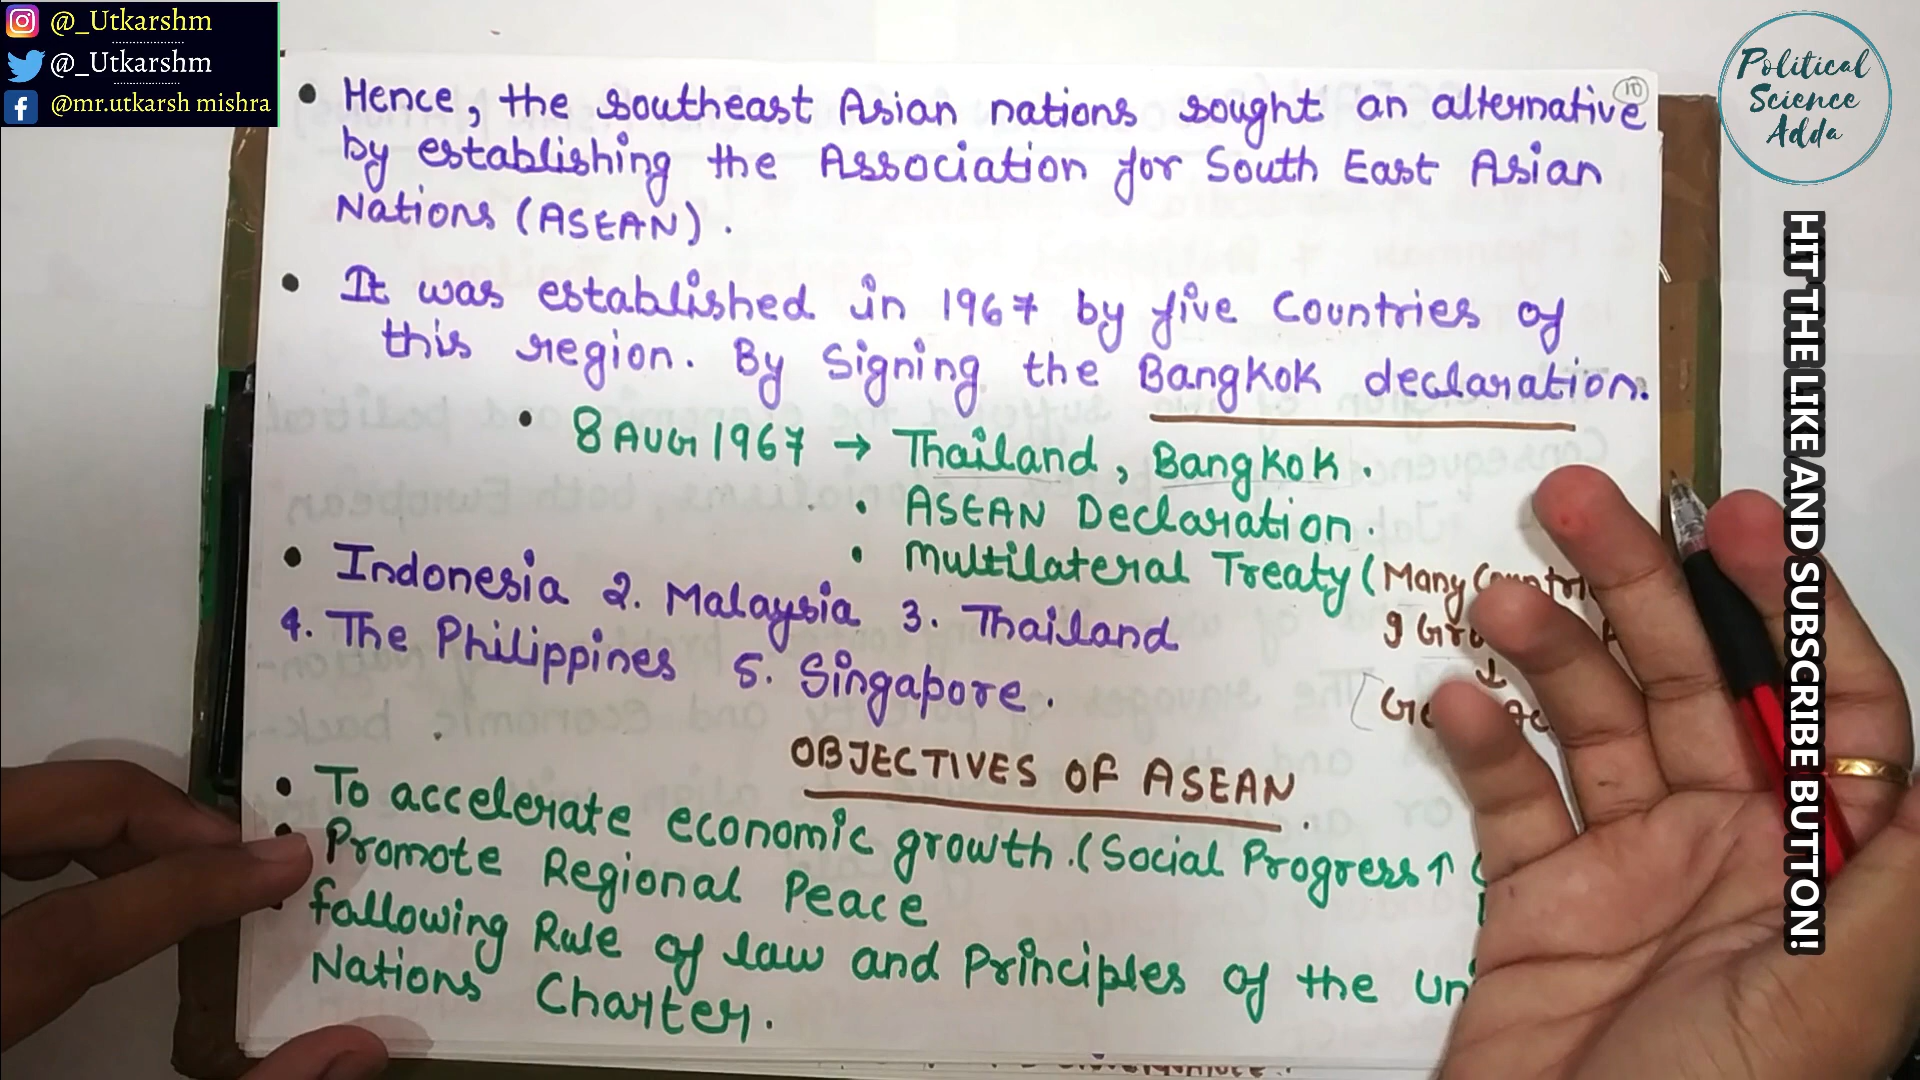 @_Utkarshm
@_Utkarshm
@mr.utkarsh mishra
Political
Science
Adda
HIT THE LIKE AND SUBSCRIBE BUTTON!
10
• Hence, the southeast Asian nations sought an alternative
by establishing the Association for South East Asian
Nations (ASEAN).
• It was established in 1967 by five Countries of
this region. By Signing the Bangkok declaration.
• 8 AUG 1967 → Thailand, Bangkok.
• ASEAN Declaration.
• Multilateral Treaty (Many
• Indonesia 2. Malaysia 3. Thailand
4. The Philippines 5. Singapore.
OBJECTIVES OF ASEAN.
• To accelerate economic growth. (Social Progress ↑
• Promote Regional Peace
• following Rule of law and Principles of the
Nations Charter.